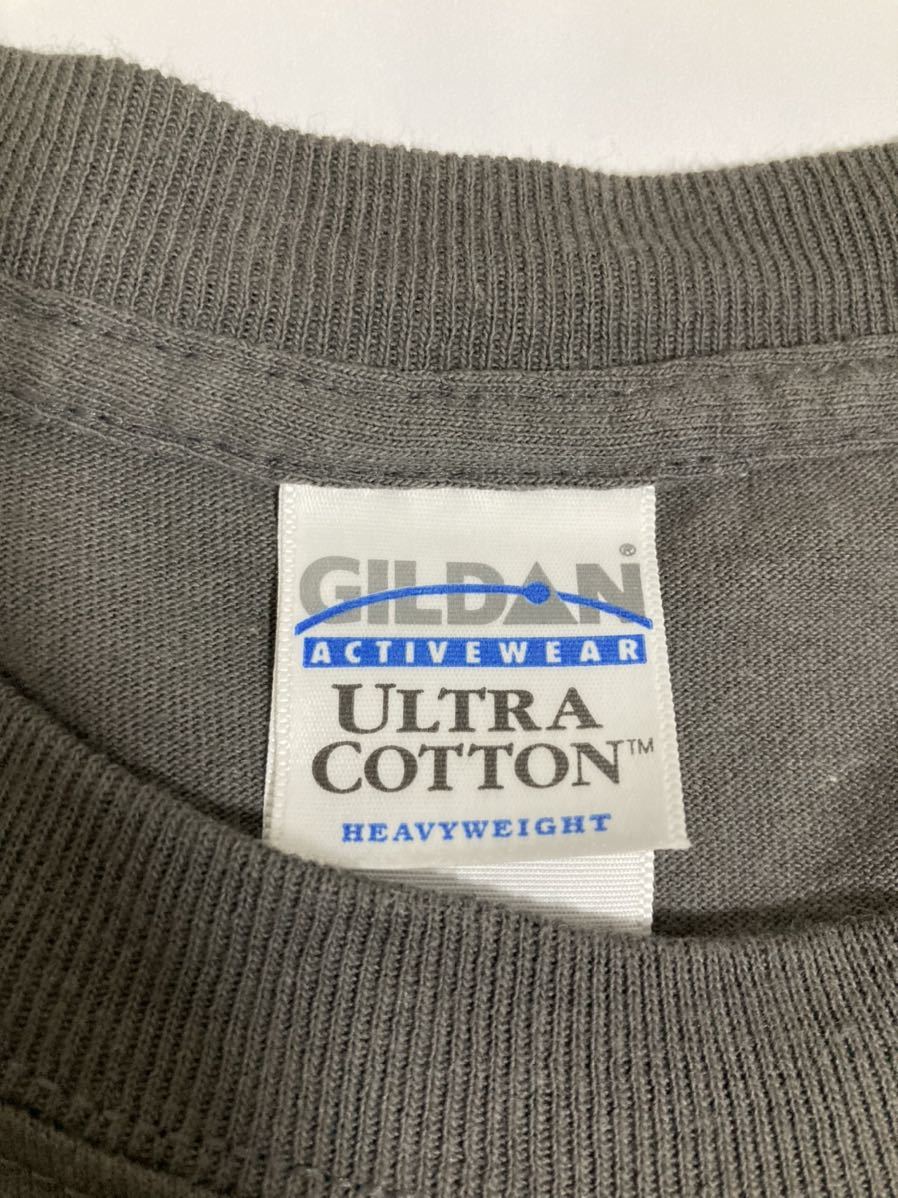 GILDAN®
ACTIVEWEAR
ULTRA
COTTON™
HEAVYWEIGHT